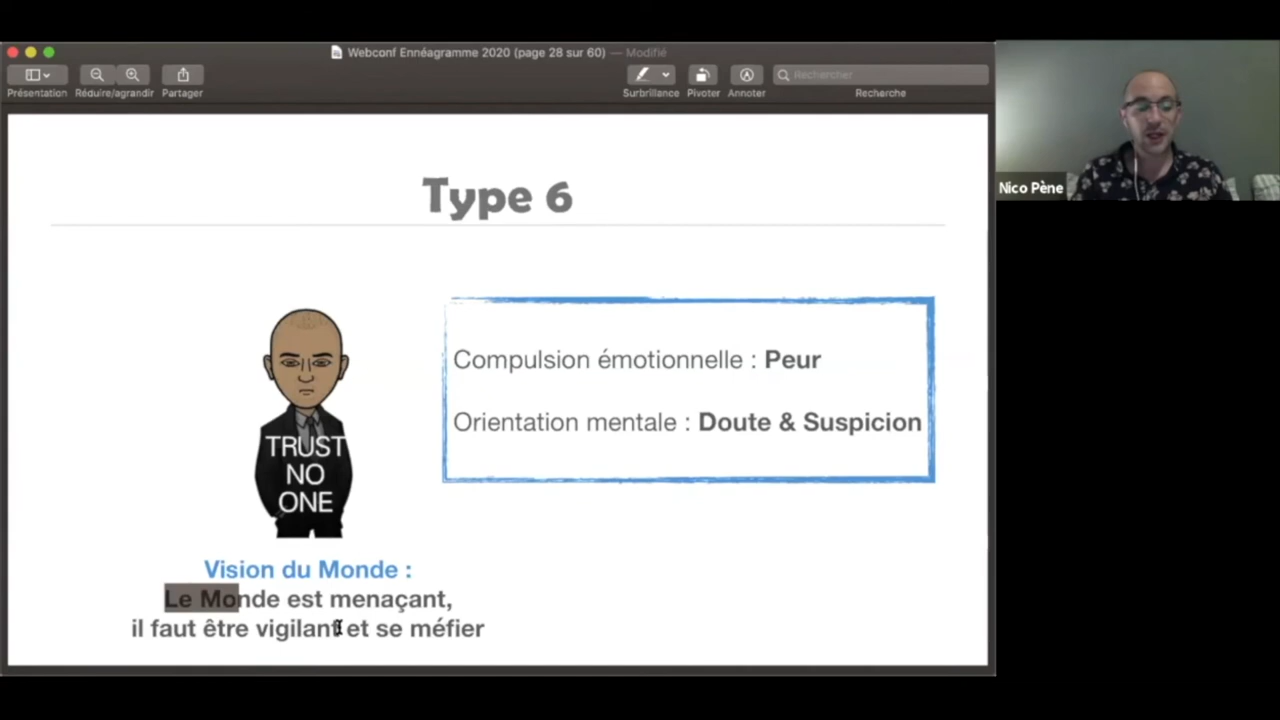 Webconf Ennéagramme 2020 (page 28 sur 60) — Modifié
Présentation
Réduire/agrandir
Partager
Surbrillance
Pivoter
Annoter
Rechercher
Recherche
Nico Pène
Type 6
TRUST
NO
ONE
Compulsion émotionnelle : Peur
Orientation mentale : Doute & Suspicion
Vision du Monde :
Le Monde est menaçant,
il faut être vigilant et se méfier